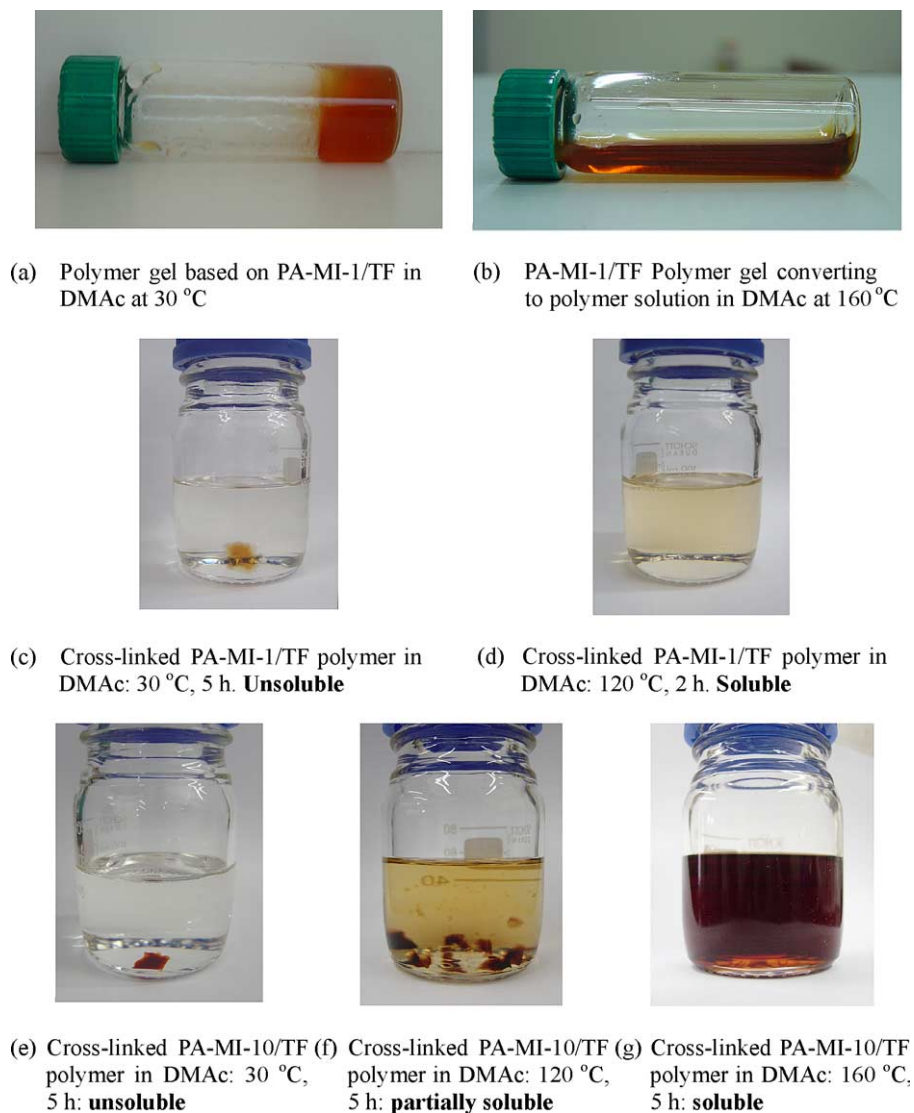 (a) Polymer gel based on PA-MI-1/TF in
DMAc at 30 °C
(b) PA-MI-1/TF Polymer gel converting
to polymer solution in DMAc at 160 °C
(c) Cross-linked PA-MI-1/TF polymer in
DMAc: 30 °C, 5 h. Unsoluble
(d) Cross-linked PA-MI-1/TF polymer in
DMAc: 120 °C, 2 h. Soluble
80
60
40
(e) Cross-linked PA-MI-10/TF
polymer in DMAc: 30 °C,
5 h: unsoluble
(f) Cross-linked PA-MI-10/TF
polymer in DMAc: 120 °C,
5 h: partially soluble
(g) Cross-linked PA-MI-10/TF
polymer in DMAc: 160 °C,
5 h: soluble